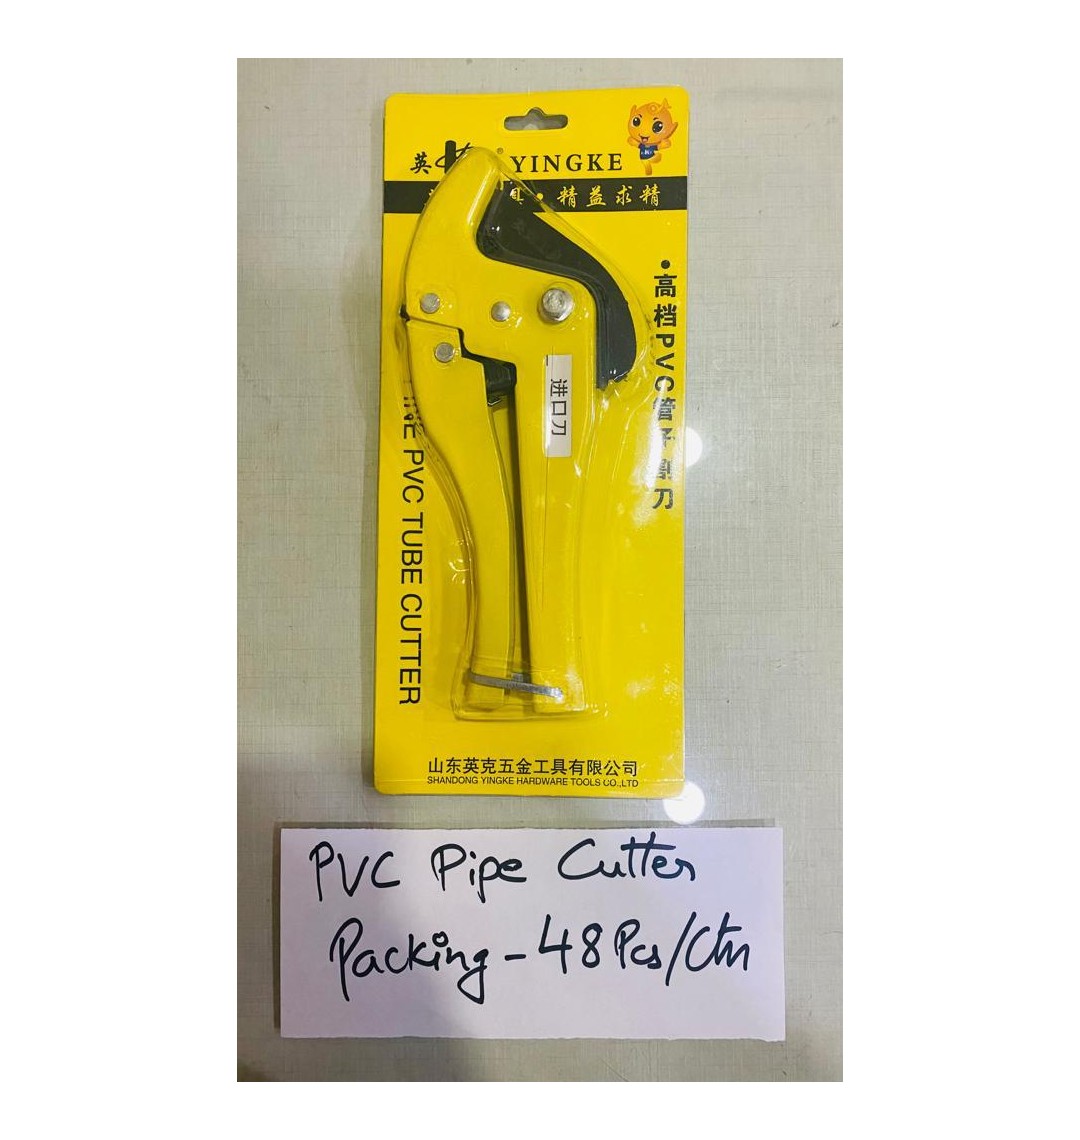 英 ® YINGKE
具 • 精益求精
• 高档PVC管子割刀
进口刀
PVC TUBE CUTTER
山东英克五金工具有限公司
SHANDONG YINGKE HARDWARE TOOLS CO.,LTD
PVC Pipe Cutter
Packing - 48 Pcs/Ctn